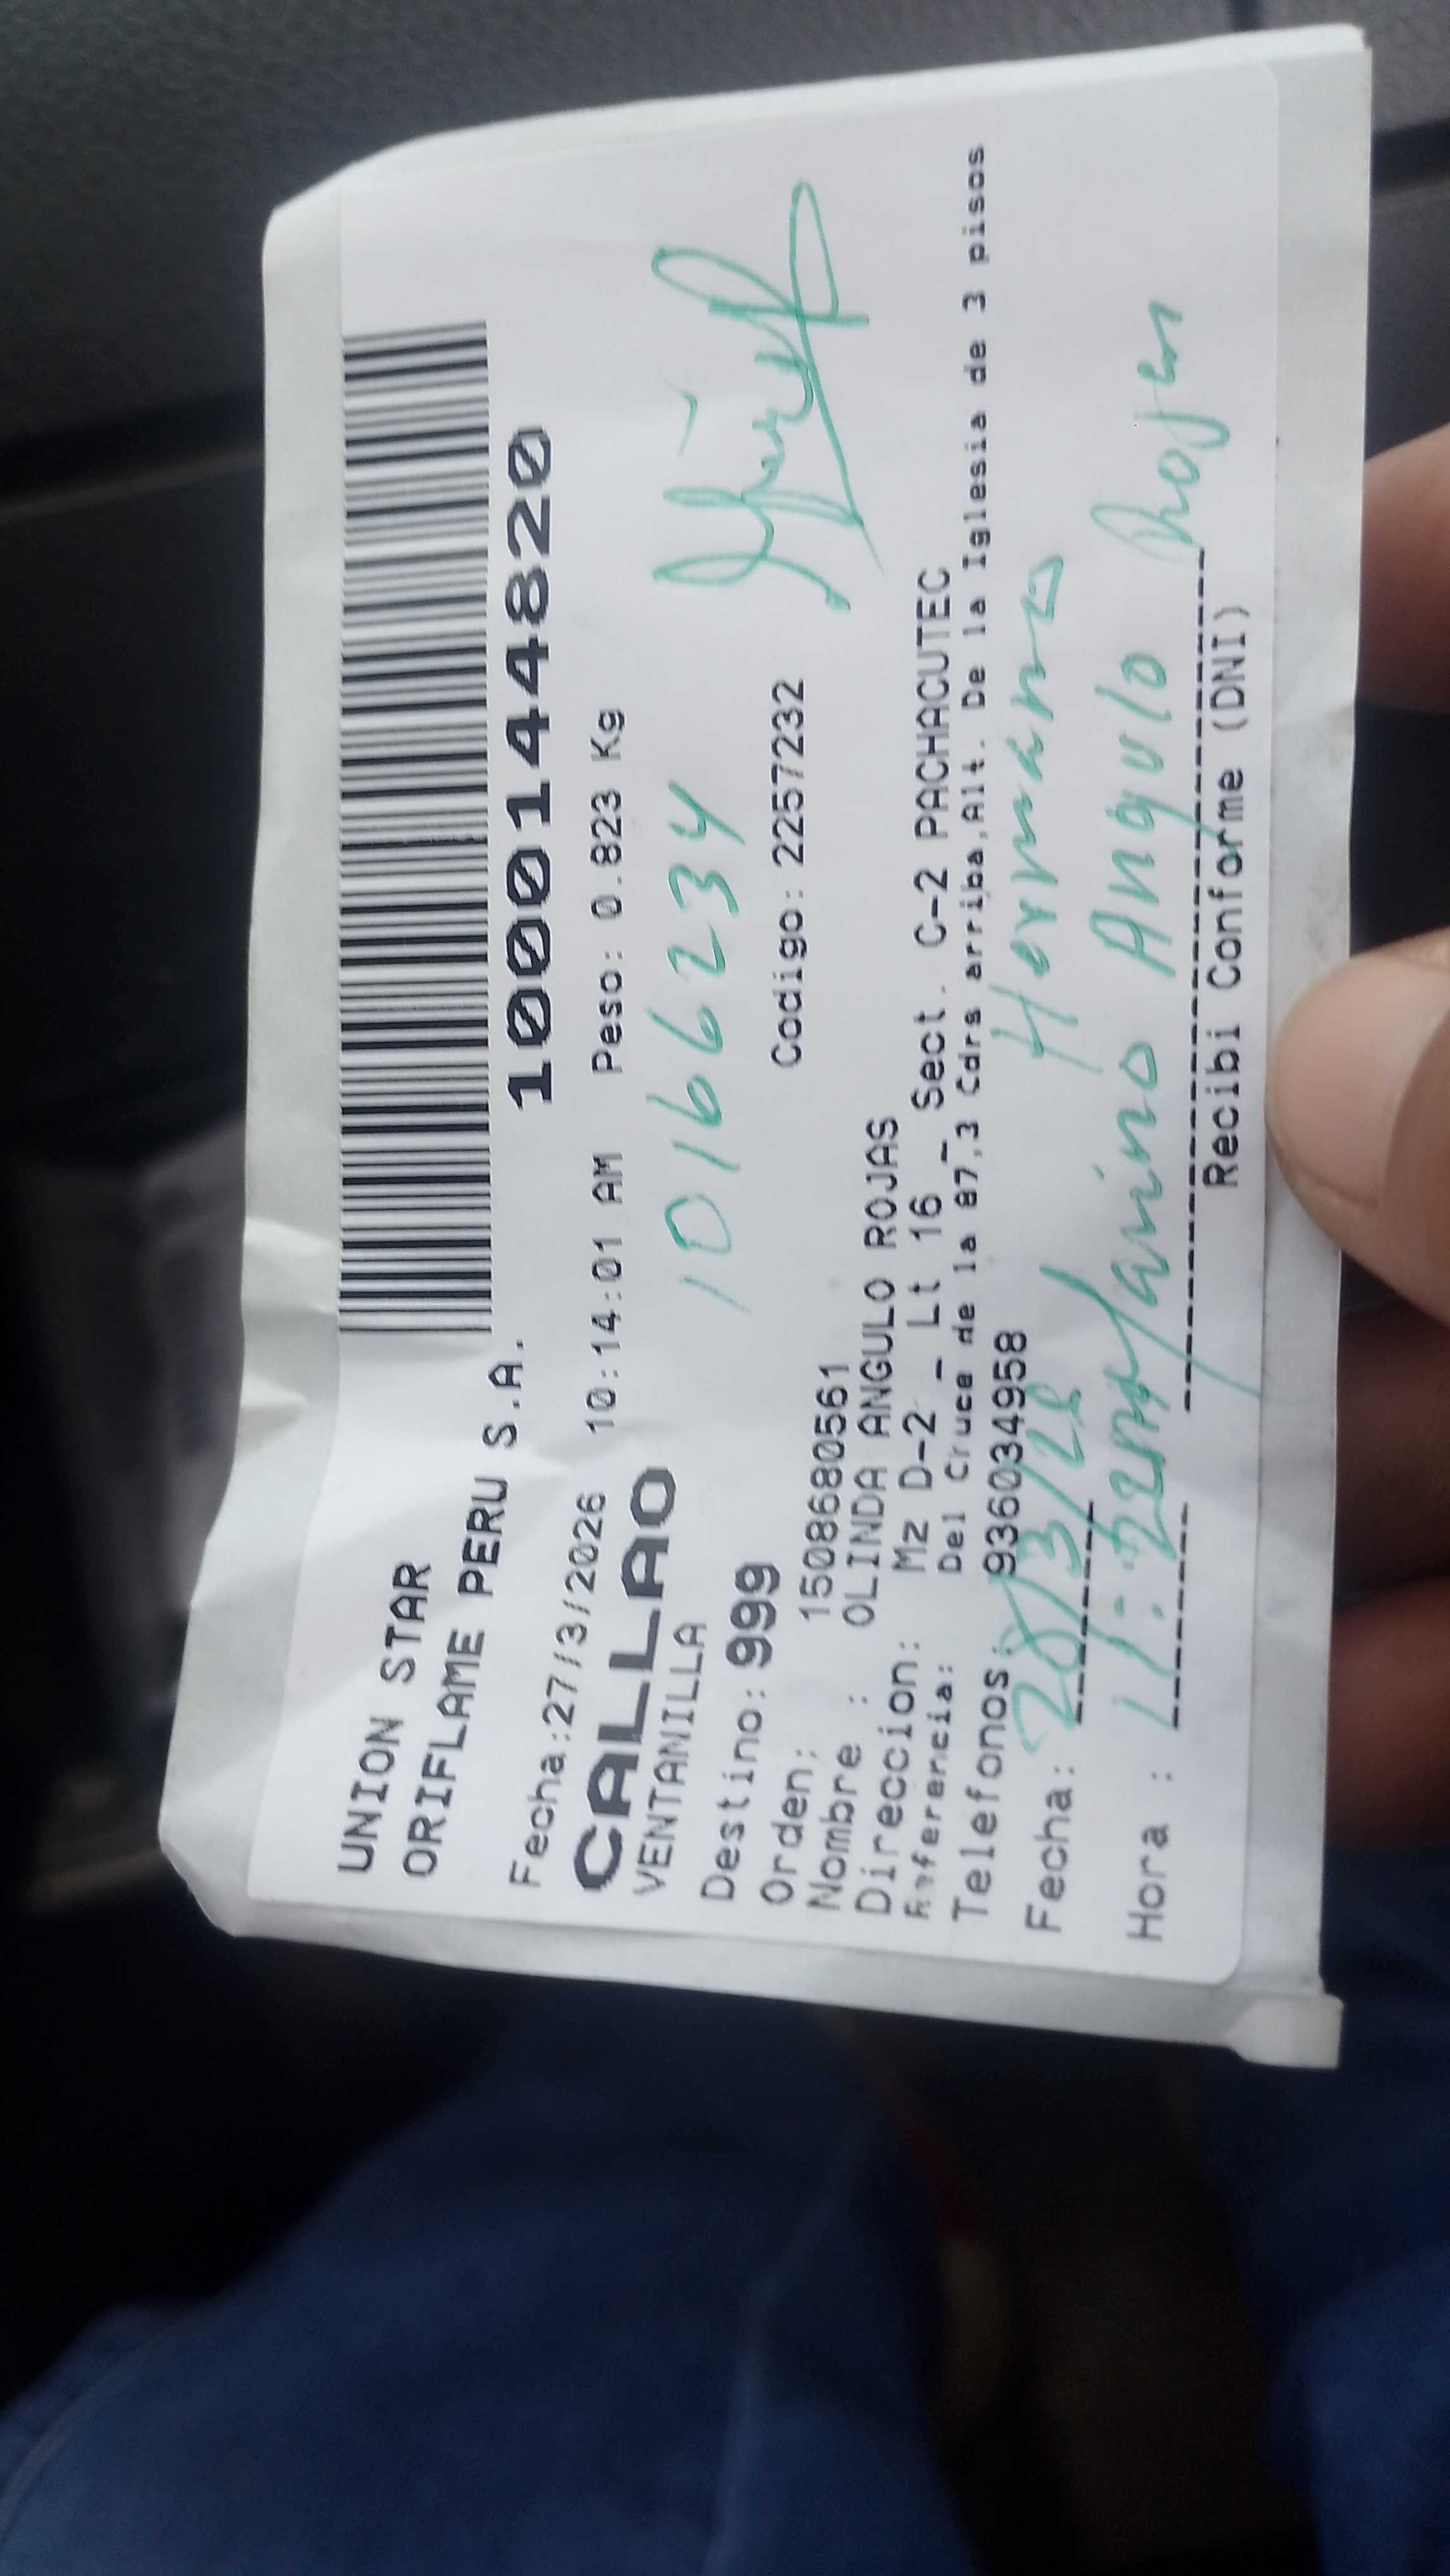 UNION STAR
ORIFLAME PERU S.A.
1000144820
Fecha:27/3/2026 10:14:01 AM Peso: 0.823 Kg
CALLAO
VENTANILLA
10166234
Destino: 999
Codigo: 2257232
Orden: 1508680561
Nombre : OLINDA ANGULO ROJAS
Direccion: Mz D-2 - Lt 16 - Sect. C-2 PACHACUTEC
Referencia: Del Cruce de la 87,3 Cdrs arriba,Alt. De la Iglesia de 3 pisos
Telefonos: 936034958
Hermano
Fecha: 28/3/26
Hora : 11:22 Angulo Rojas
Recibi Conforme (DNI)